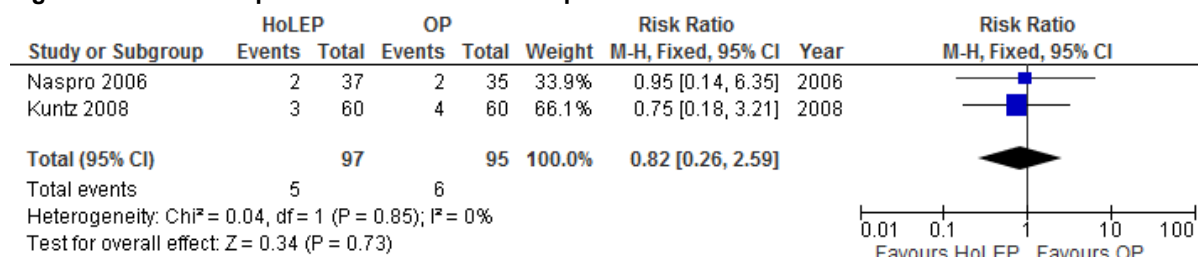 HoLEP OP Risk Ratio Risk Ratio
Study or Subgroup Events Total Events Total Weight M-H, Fixed, 95% CI Year M-H, Fixed, 95% CI
Naspro 2006 2 37 2 35 33.9% 0.95 [0.14, 6.35] 2006
Kuntz 2008 3 60 4 60 66.1% 0.75 [0.18, 3.21] 2008
Total (95% CI) 97 95 100.0% 0.82 [0.26, 2.59]
Total events 5 6
Heterogeneity: Chi² = 0.04, df = 1 (P = 0.85); I² = 0%
Test for overall effect: Z = 0.34 (P = 0.73)
0.01 0.1 1 10 100
Favours HoLEP Favours OP